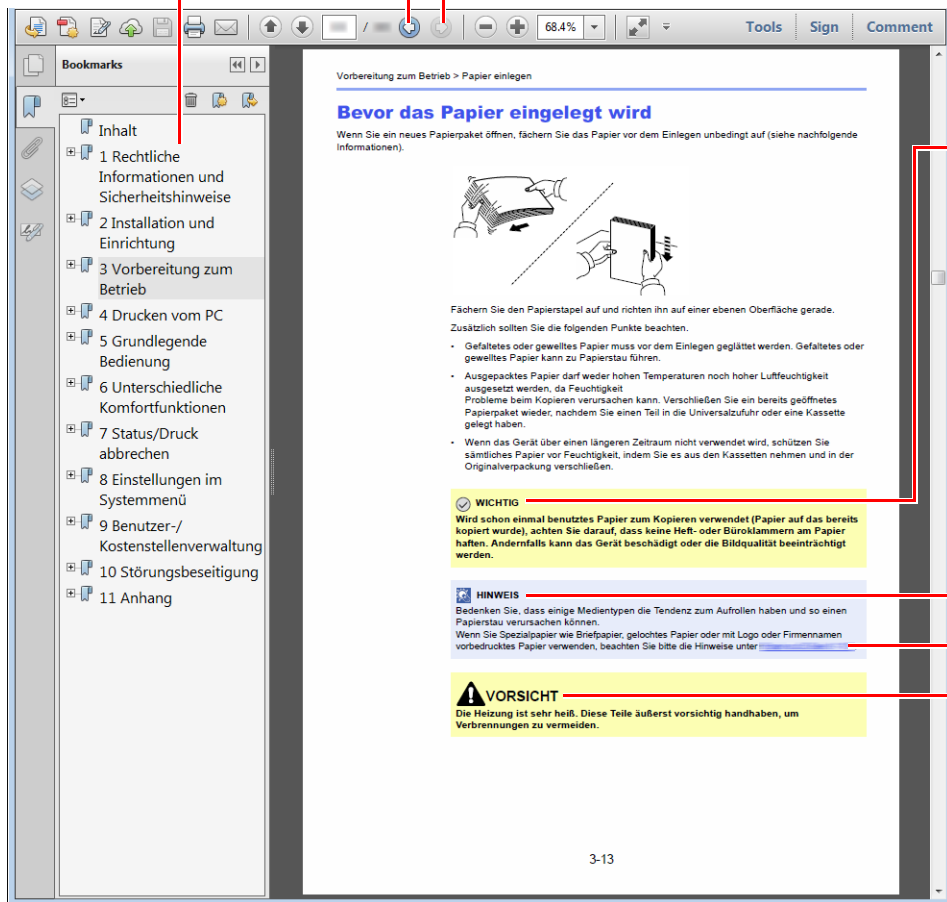 /
68.4%
Tools
Sign
Comment
Bookmarks
Inhalt
1 Rechtliche
Informationen und
Sicherheitshinweise
2 Installation und
Einrichtung
3 Vorbereitung zum
Betrieb
4 Drucken vom PC
5 Grundlegende
Bedienung
6 Unterschiedliche
Komfortfunktionen
7 Status/Druck
abbrechen
8 Einstellungen im
Systemmenü
9 Benutzer-/
Kostenstellenverwaltung
10 Störungsbeseitigung
11 Anhang
Vorbereitung zum Betrieb > Papier einlegen
Bevor das Papier eingelegt wird
Wenn Sie ein neues Papierpaket öffnen, fächern Sie das Papier vor dem Einlegen unbedingt auf (siehe nachfolgende
Informationen).
Fächern Sie den Papierstapel auf und richten ihn auf einer ebenen Oberfläche gerade.
Zusätzlich sollten Sie die folgenden Punkte beachten.
• Gefaltetes oder gewelltes Papier muss vor dem Einlegen geglättet werden. Gefaltetes oder
gewelltes Papier kann zu Papierstau führen.
• Ausgepacktes Papier darf weder hohen Temperaturen noch hoher Luftfeuchtigkeit
ausgesetzt werden, da Feuchtigkeit
Probleme beim Kopieren verursachen kann. Verschließen Sie ein bereits geöffnetes
Papierpaket wieder, nachdem Sie einen Teil in die Universalzufuhr oder eine Kassette
gelegt haben.
• Wenn das Gerät über einen längeren Zeitraum nicht verwendet wird, schützen Sie
sämtliches Papier vor Feuchtigkeit, indem Sie es aus den Kassetten nehmen und in der
Originalverpackung verschließen.
WICHTIG
Wird schon einmal benutztes Papier zum Kopieren verwendet (Papier auf das bereits
kopiert wurde), achten Sie darauf, dass keine Heft- oder Büroklammern am Papier
haften. Andernfalls kann das Gerät beschädigt oder die Bildqualität beeinträchtigt
werden.
HINWEIS
Bedenken Sie, dass einige Medientypen die Tendenz zum Aufrollen haben und so einen
Papierstau verursachen können.
Wenn Sie Spezialpapier wie Briefpapier, gelochtes Papier oder mit Logo oder Firmennamen
vorbedrucktes Papier verwenden, beachten Sie bitte die Hinweise unter
VORSICHT
Die Heizung ist sehr heiß. Diese Teile äußerst vorsichtig handhaben, um
Verbrennungen zu vermeiden.
3-13